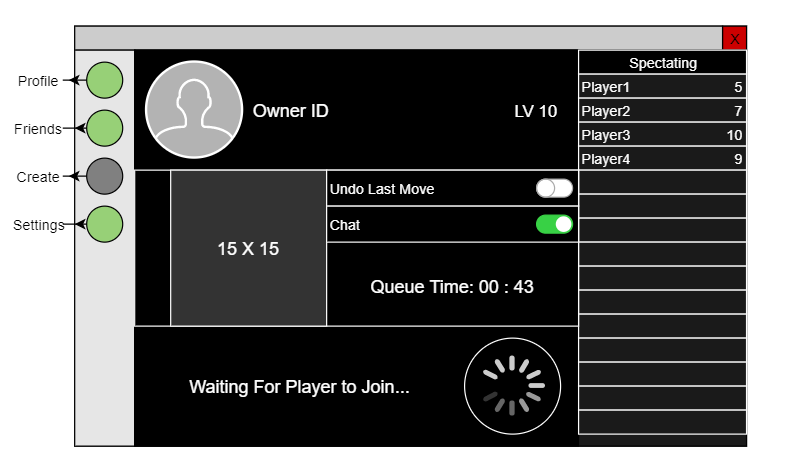 X
Spectating
Profile
Player1 5
Owner ID LV 10
Player2 7
Friends
Player3 10
Player4 9
Create
Undo Last Move
Settings
Chat
15 X 15
Queue Time: 00 : 43
Waiting For Player to Join...